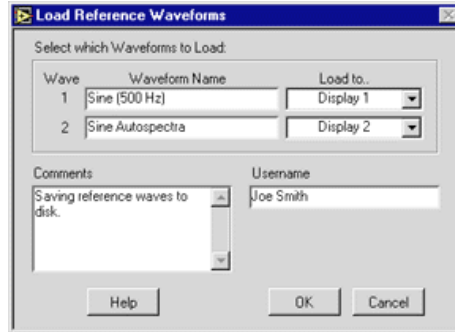 Load Reference Waveforms
Select which Waveforms to Load:
Wave Waveform Name Load to..
1 Sine (500 Hz) Display 1
2 Sine Autospectra Display 2
Comments Username
Saving reference waves to Joe Smith
disk.
Help OK Cancel